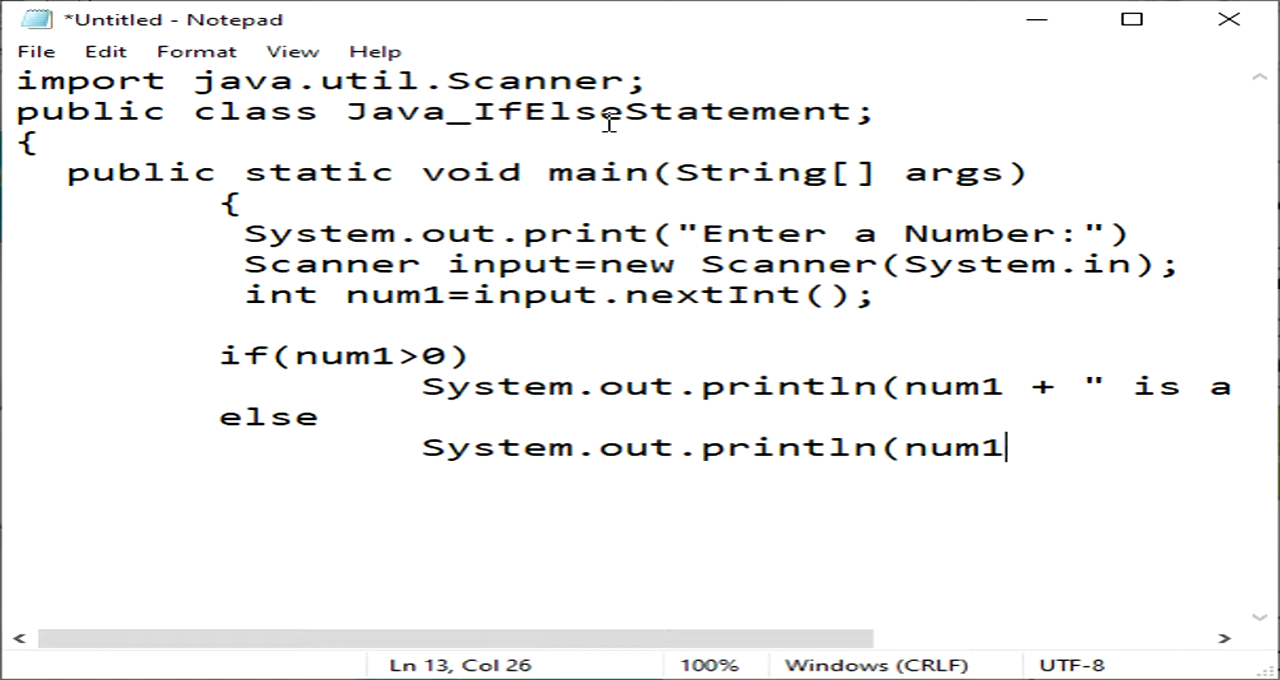 *Untitled - Notepad
File Edit Format View Help
import java.util.Scanner;
public class Java_IfElseStatement;
{
public static void main(String[] args)
{
System.out.print("Enter a Number:")
Scanner input=new Scanner(System.in);
int num1=input.nextInt();
if(num1>0)
System.out.println(num1 + " is a
else
System.out.println(num1
Ln 13, Col 26 100% Windows (CRLF) UTF-8